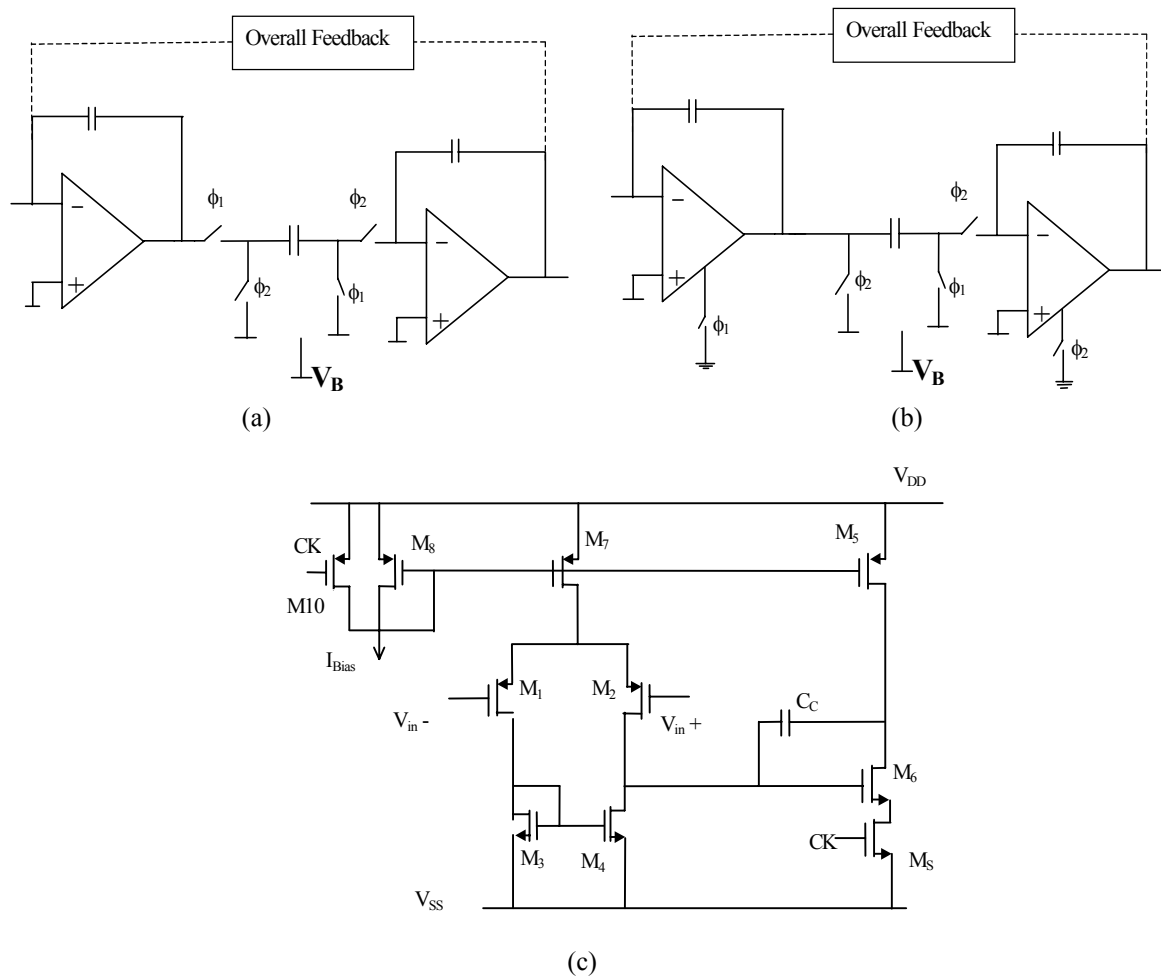 Overall Feedback
ϕ1
ϕ2
−
+
ϕ2
ϕ1
−
+
VB
(a)
Overall Feedback
ϕ2
−
+
ϕ1
ϕ2
ϕ1
−
+
ϕ2
VB
(b)
VDD
CK
M8
M7
M5
M10
IBias
M1
M2
Vin -
Vin +
CC
M6
M3
M4
CK
MS
VSS
(c)